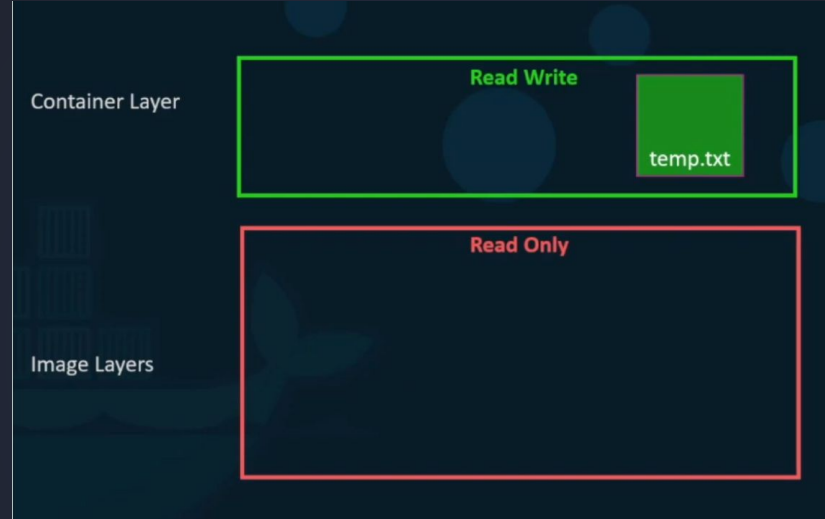 Read Write
Container Layer
temp.txt
Read Only
Image Layers